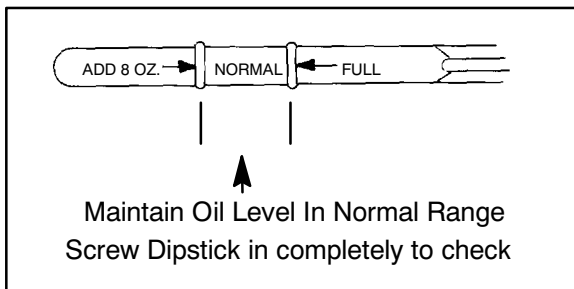 ADD 8 OZ. NORMAL FULL
Maintain Oil Level In Normal Range
Screw Dipstick in completely to check